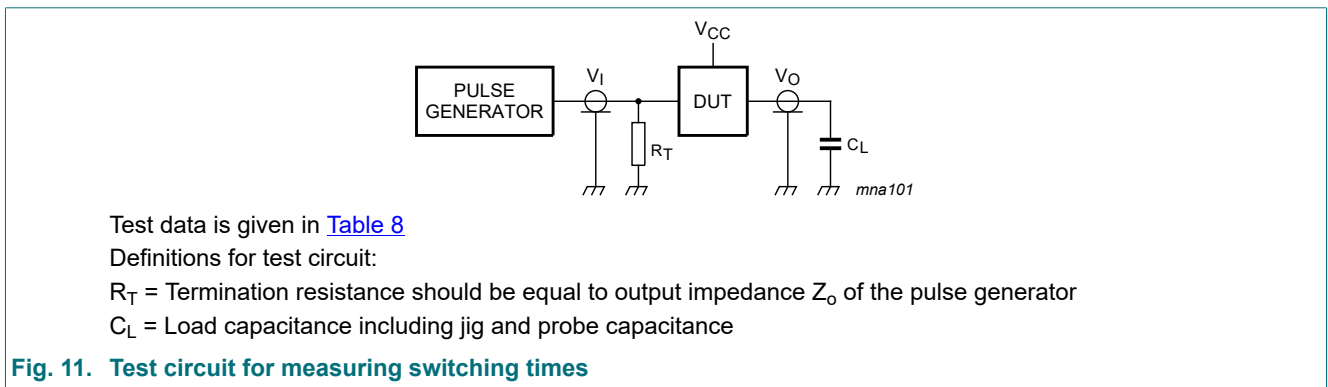 VCC
PULSE
GENERATOR
VI
RT
DUT
VO
CL
mna101
Test data is given in Table 8
Definitions for test circuit:
RT = Termination resistance should be equal to output impedance Zo of the pulse generator
CL = Load capacitance including jig and probe capacitance
Fig. 11. Test circuit for measuring switching times